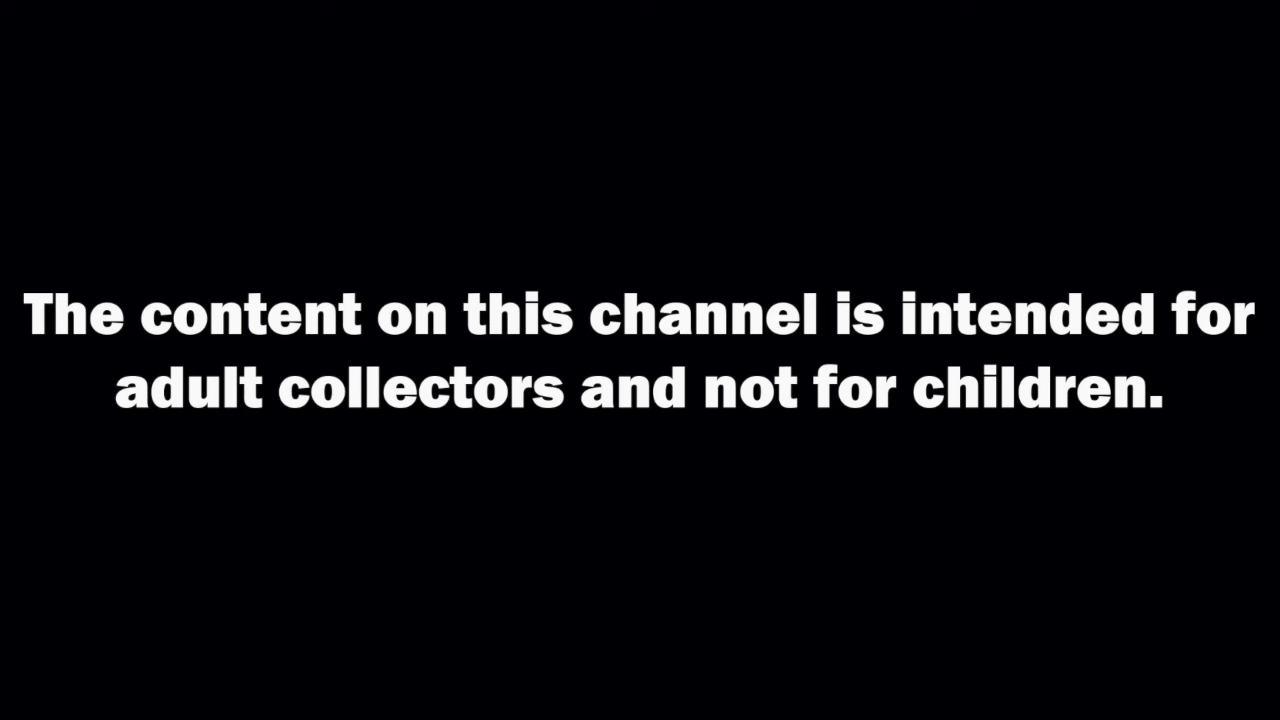 The content on this channel is intended for
adult collectors and not for children.